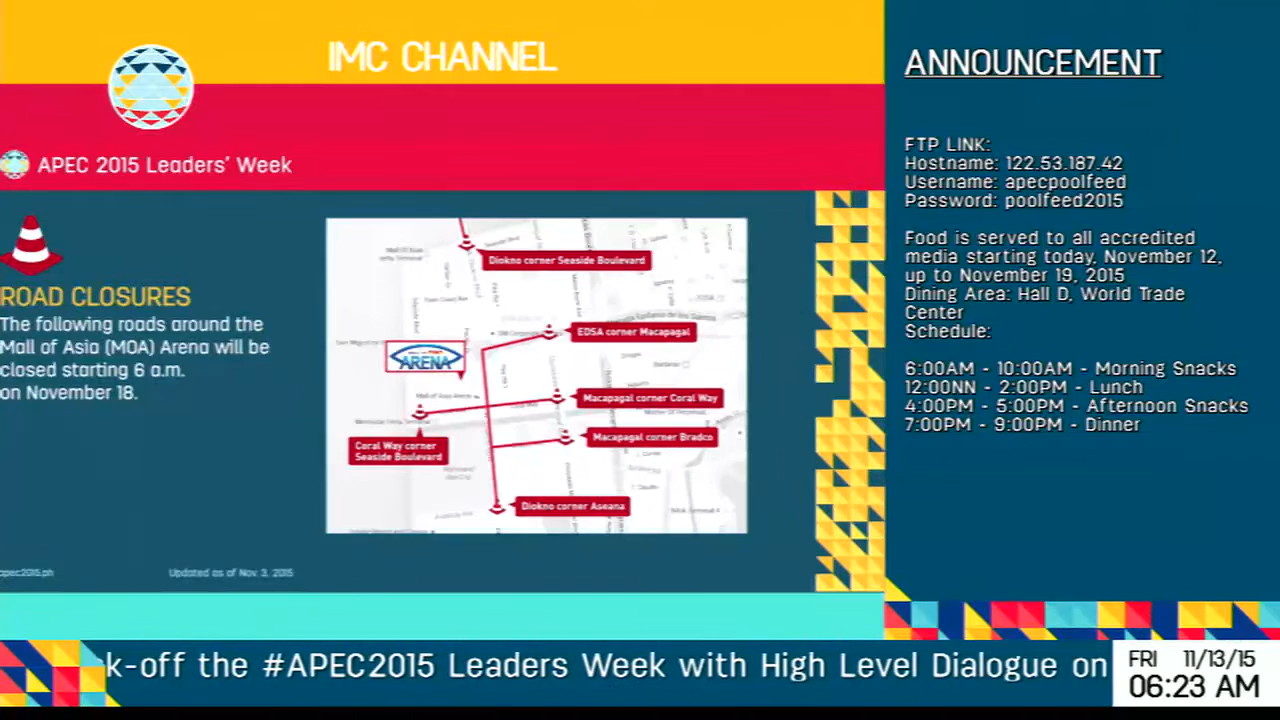 IMC CHANNEL
APEC 2015 Leaders' Week
ROAD CLOSURES
The following roads around the
Mall of Asia (MOA) Arena will be
closed starting 6 a.m.
on November 18.
Diokno corner Seaside Boulevard
EDSA corner Macapagal
ARENA
Macapagal corner Coral Way
Mall of Asia Arena
Macapagal corner Bradco
Coral Way corner
Seaside Boulevard
Diokno corner Aseana
apec2015.ph
Updated as of Nov. 3, 2015
ANNOUNCEMENT
FTP LINK:
Hostname: 122.53.187.42
Username: apecpoolfeed
Password: poolfeed2015
Food is served to all accredited
media starting today, November 12,
up to November 19, 2015
Dining Area: Hall D, World Trade
Center
Schedule:
6:00AM - 10:00AM - Morning Snacks
12:00NN - 2:00PM - Lunch
4:00PM - 5:00PM - Afternoon Snacks
7:00PM - 9:00PM - Dinner
k-off the #APEC2015 Leaders Week with High Level Dialogue on
FRI 11/13/15
06:23 AM